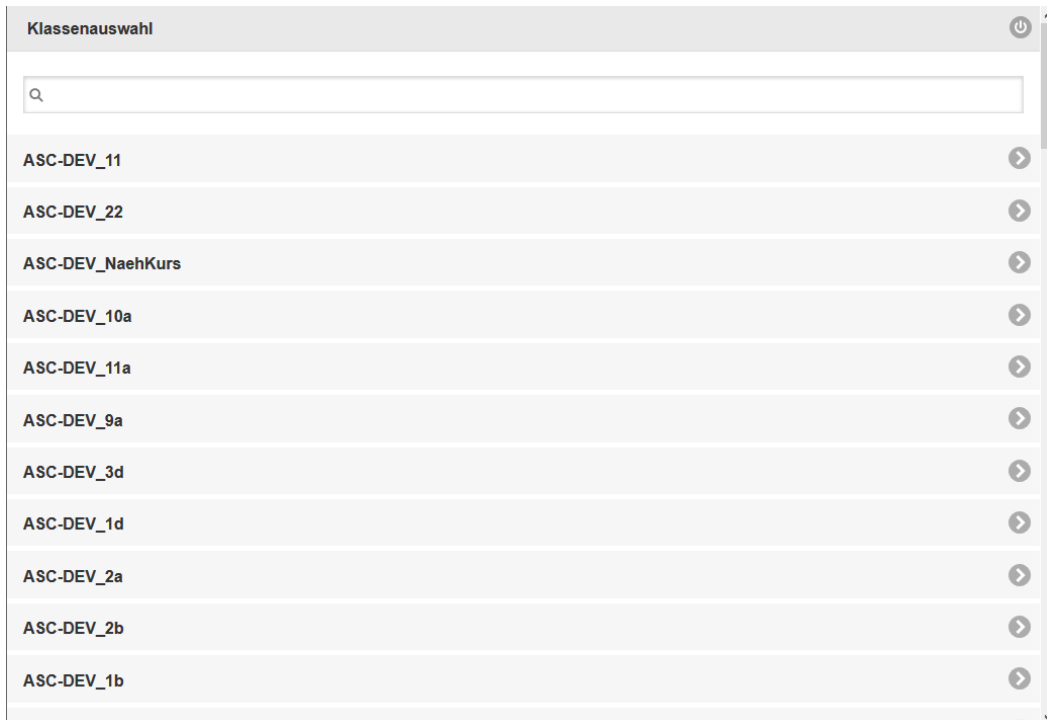 Klassenauswahl
ASC-DEV_11
ASC-DEV_22
ASC-DEV_NaehKurs
ASC-DEV_10a
ASC-DEV_11a
ASC-DEV_9a
ASC-DEV_3d
ASC-DEV_1d
ASC-DEV_2a
ASC-DEV_2b
ASC-DEV_1b